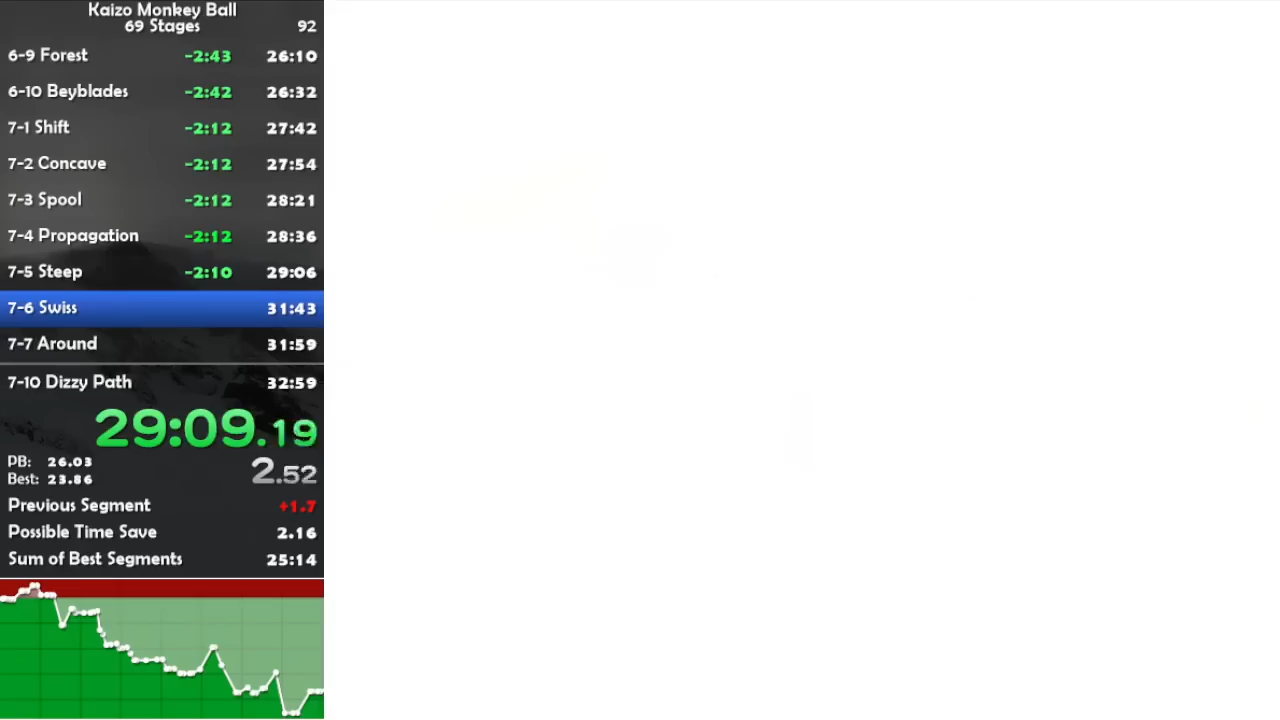 Kaizo Monkey Ball
69 Stages 92
6-9 Forest -2:43 26:10
6-10 Beyblades -2:42 26:32
7-1 Shift -2:12 27:42
7-2 Concave -2:12 27:54
7-3 Spool -2:12 28:21
7-4 Propagation -2:12 28:36
7-5 Steep -2:10 29:06
7-6 Swiss 31:43
7-7 Around 31:59
7-10 Dizzy Path 32:59
29:09.19
PB: 26.03 2.52
Best: 23.86
Previous Segment +1.7
Possible Time Save 2.16
Sum of Best Segments 25:14